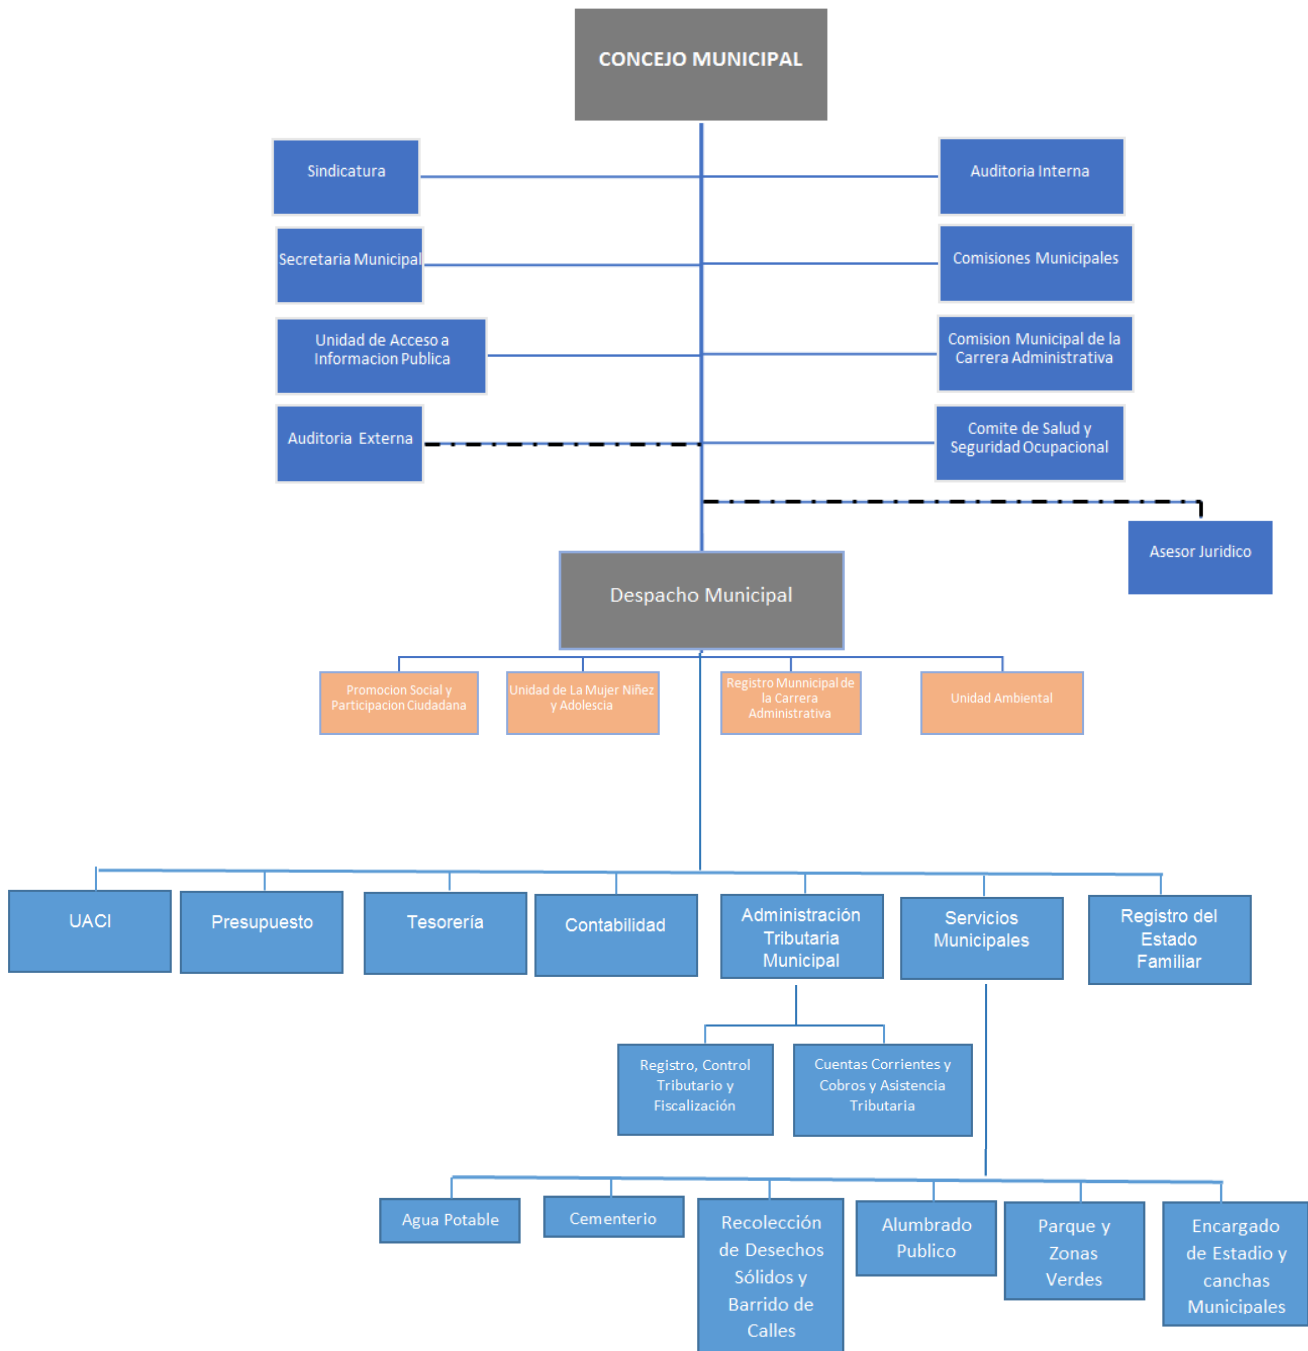 CONCEJO MUNICIPAL
Sindicatura
Auditoria Interna
Secretaria Municipal
Comisiones Municipales
Unidad de Acceso a
Informacion Publica
Comision Municipal de la
Carrera Administrativa
Auditoria Externa
Comite de Salud y
Seguridad Ocupacional
Asesor Juridico
Despacho Municipal
Promocion Social y
Participacion Ciudadana
Unidad de La Mujer Niñez
y Adolescia
Registro Munnicipal de
la Carrera
Administrativa
Unidad Ambiental
UACI
Presupuesto
Tesorería
Contabilidad
Administración
Tributaria
Municipal
Servicios
Municipales
Registro del
Estado
Familiar
Registro, Control
Tributario y
Fiscalización
Cuentas Corrientes y
Cobros y Asistencia
Tributaria
Agua Potable
Cementerio
Recolección
de Desechos
Sólidos y
Barrido de
Calles
Alumbrado
Publico
Parque y
Zonas
Verdes
Encargado
de Estadio y
canchas
Municipales